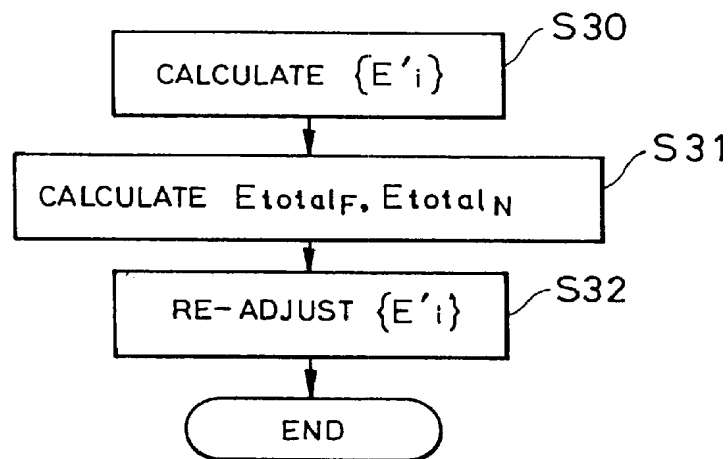 S30
CALCULATE {E'i}
S31
CALCULATE EtotalF, EtotalN
S32
RE-ADJUST {E'i}
END